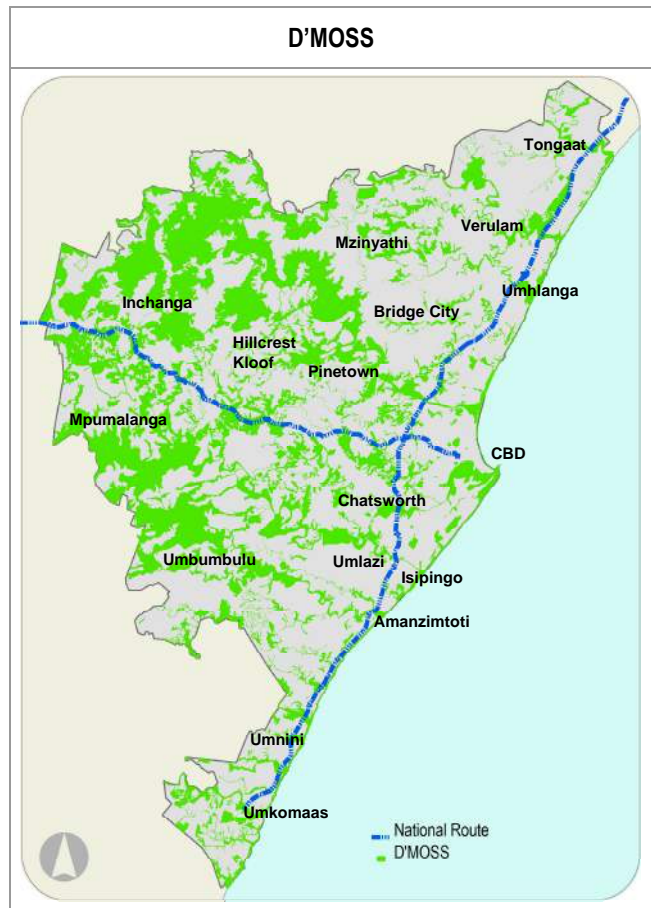 D'MOSS
Tongaat
Verulam
Mzinyathi
Umhlanga
Inchanga
Bridge City
Hillcrest
Kloof
Pinetown
Mpumalanga
CBD
Chatsworth
Umbumbulu
Umlazi
Isipingo
Amanzimtoti
Umnini
Umkomaas
National Route
D'MOSS